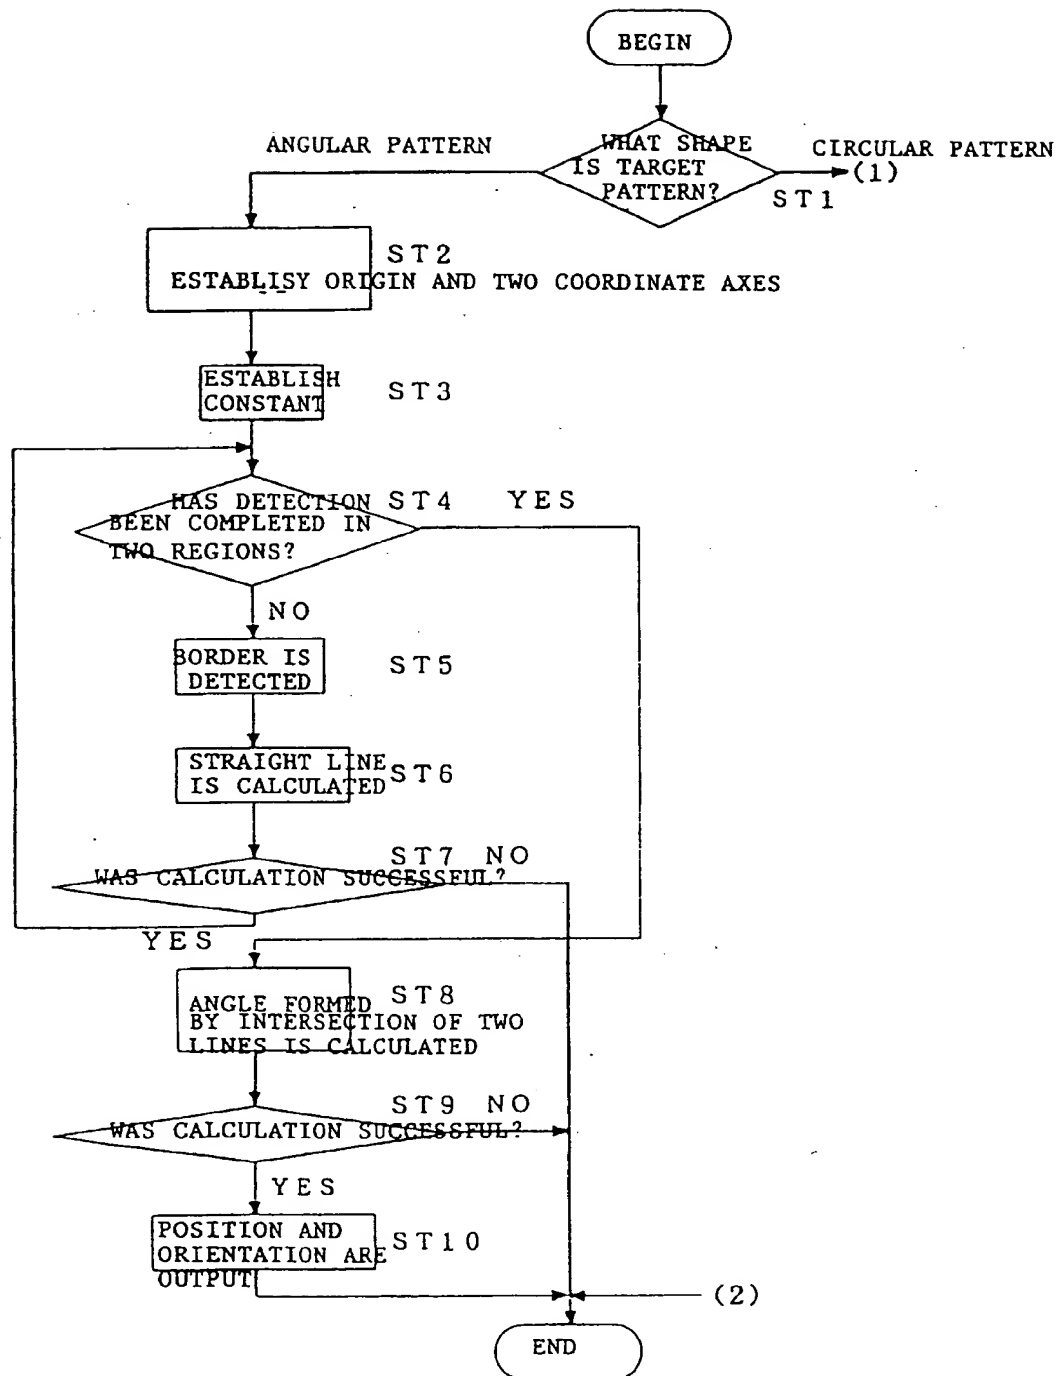 BEGIN
ANGULAR PATTERN
WHAT SHAPE
IS TARGET
PATTERN?
CIRCULAR PATTERN
(1)
ST1
ST2
ESTABLISY ORIGIN AND TWO COORDINATE AXES
ESTABLISH
CONSTANT
ST3
HAS DETECTION
BEEN COMPLETED IN
TWO REGIONS?
ST4 YES
NO
BORDER IS
DETECTED
ST5
STRAIGHT LINE
IS CALCULATED
ST6
ST7 NO
WAS CALCULATION SUCCESSFUL?
YES
ST8
ANGLE FORMED
BY INTERSECTION OF TWO
LINES IS CALCULATED
ST9 NO
WAS CALCULATION SUCCESSFUL?
YES
POSITION AND
ORIENTATION ARE
OUTPUT
ST10
(2)
END